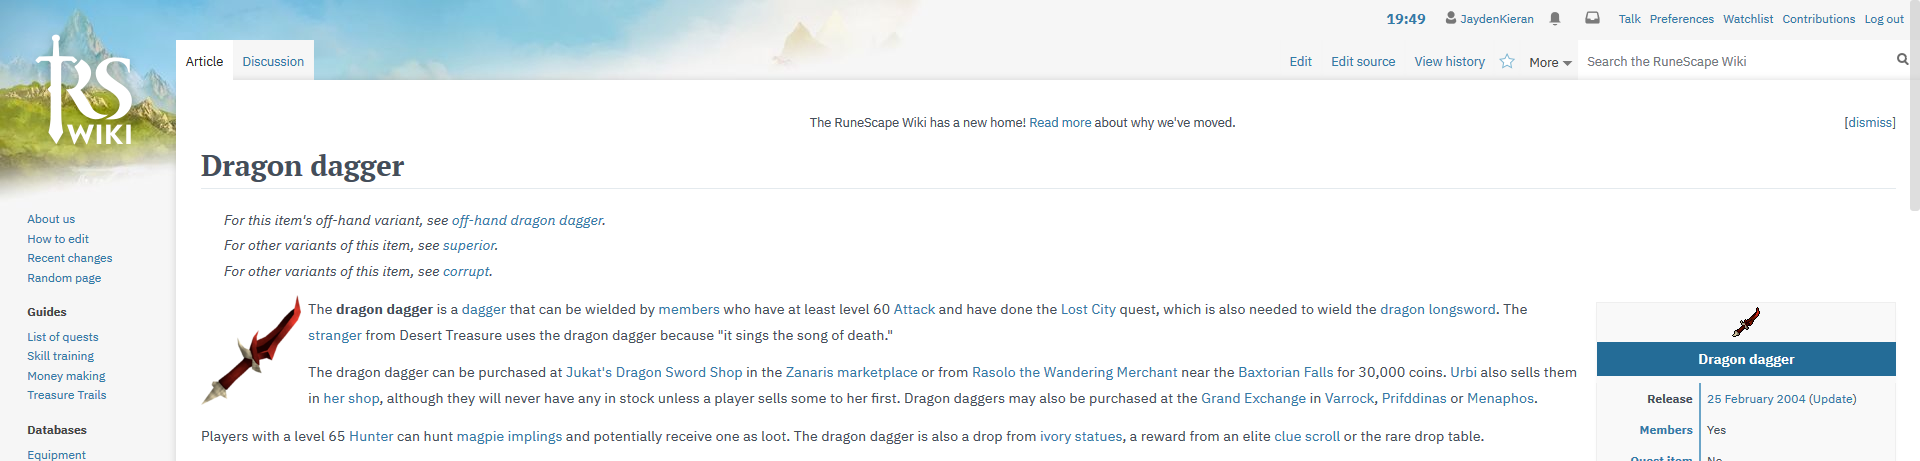 19:49 JaydenKieran Talk Preferences Watchlist Contributions Log out
RS
WIKI
Article Discussion Edit Edit source View history More Search the RuneScape Wiki
The RuneScape Wiki has a new home! Read more about why we've moved. [dismiss]
Dragon dagger
For this item's off-hand variant, see off-hand dragon dagger.
For other variants of this item, see superior.
For other variants of this item, see corrupt.
The dragon dagger is a dagger that can be wielded by members who have at least level 60 Attack and have done the Lost City quest, which is also needed to wield the dragon longsword. The
stranger from Desert Treasure uses the dragon dagger because "it sings the song of death."
The dragon dagger can be purchased at Jukat's Dragon Sword Shop in the Zanaris marketplace or from Rasolo the Wandering Merchant near the Baxtorian Falls for 30,000 coins. Urbi also sells them
in her shop, although they will never have any in stock unless a player sells some to her first. Dragon daggers may also be purchased at the Grand Exchange in Varrock, Prifddinas or Menaphos.
Players with a level 65 Hunter can hunt magpie implings and potentially receive one as loot. The dragon dagger is also a drop from ivory statues, a reward from an elite clue scroll or the rare drop table.
About us
How to edit
Recent changes
Random page
Guides
List of quests
Skill training
Money making
Treasure Trails
Databases
Equipment
Dragon dagger
Release 25 February 2004 (Update)
Members Yes
Quest item No